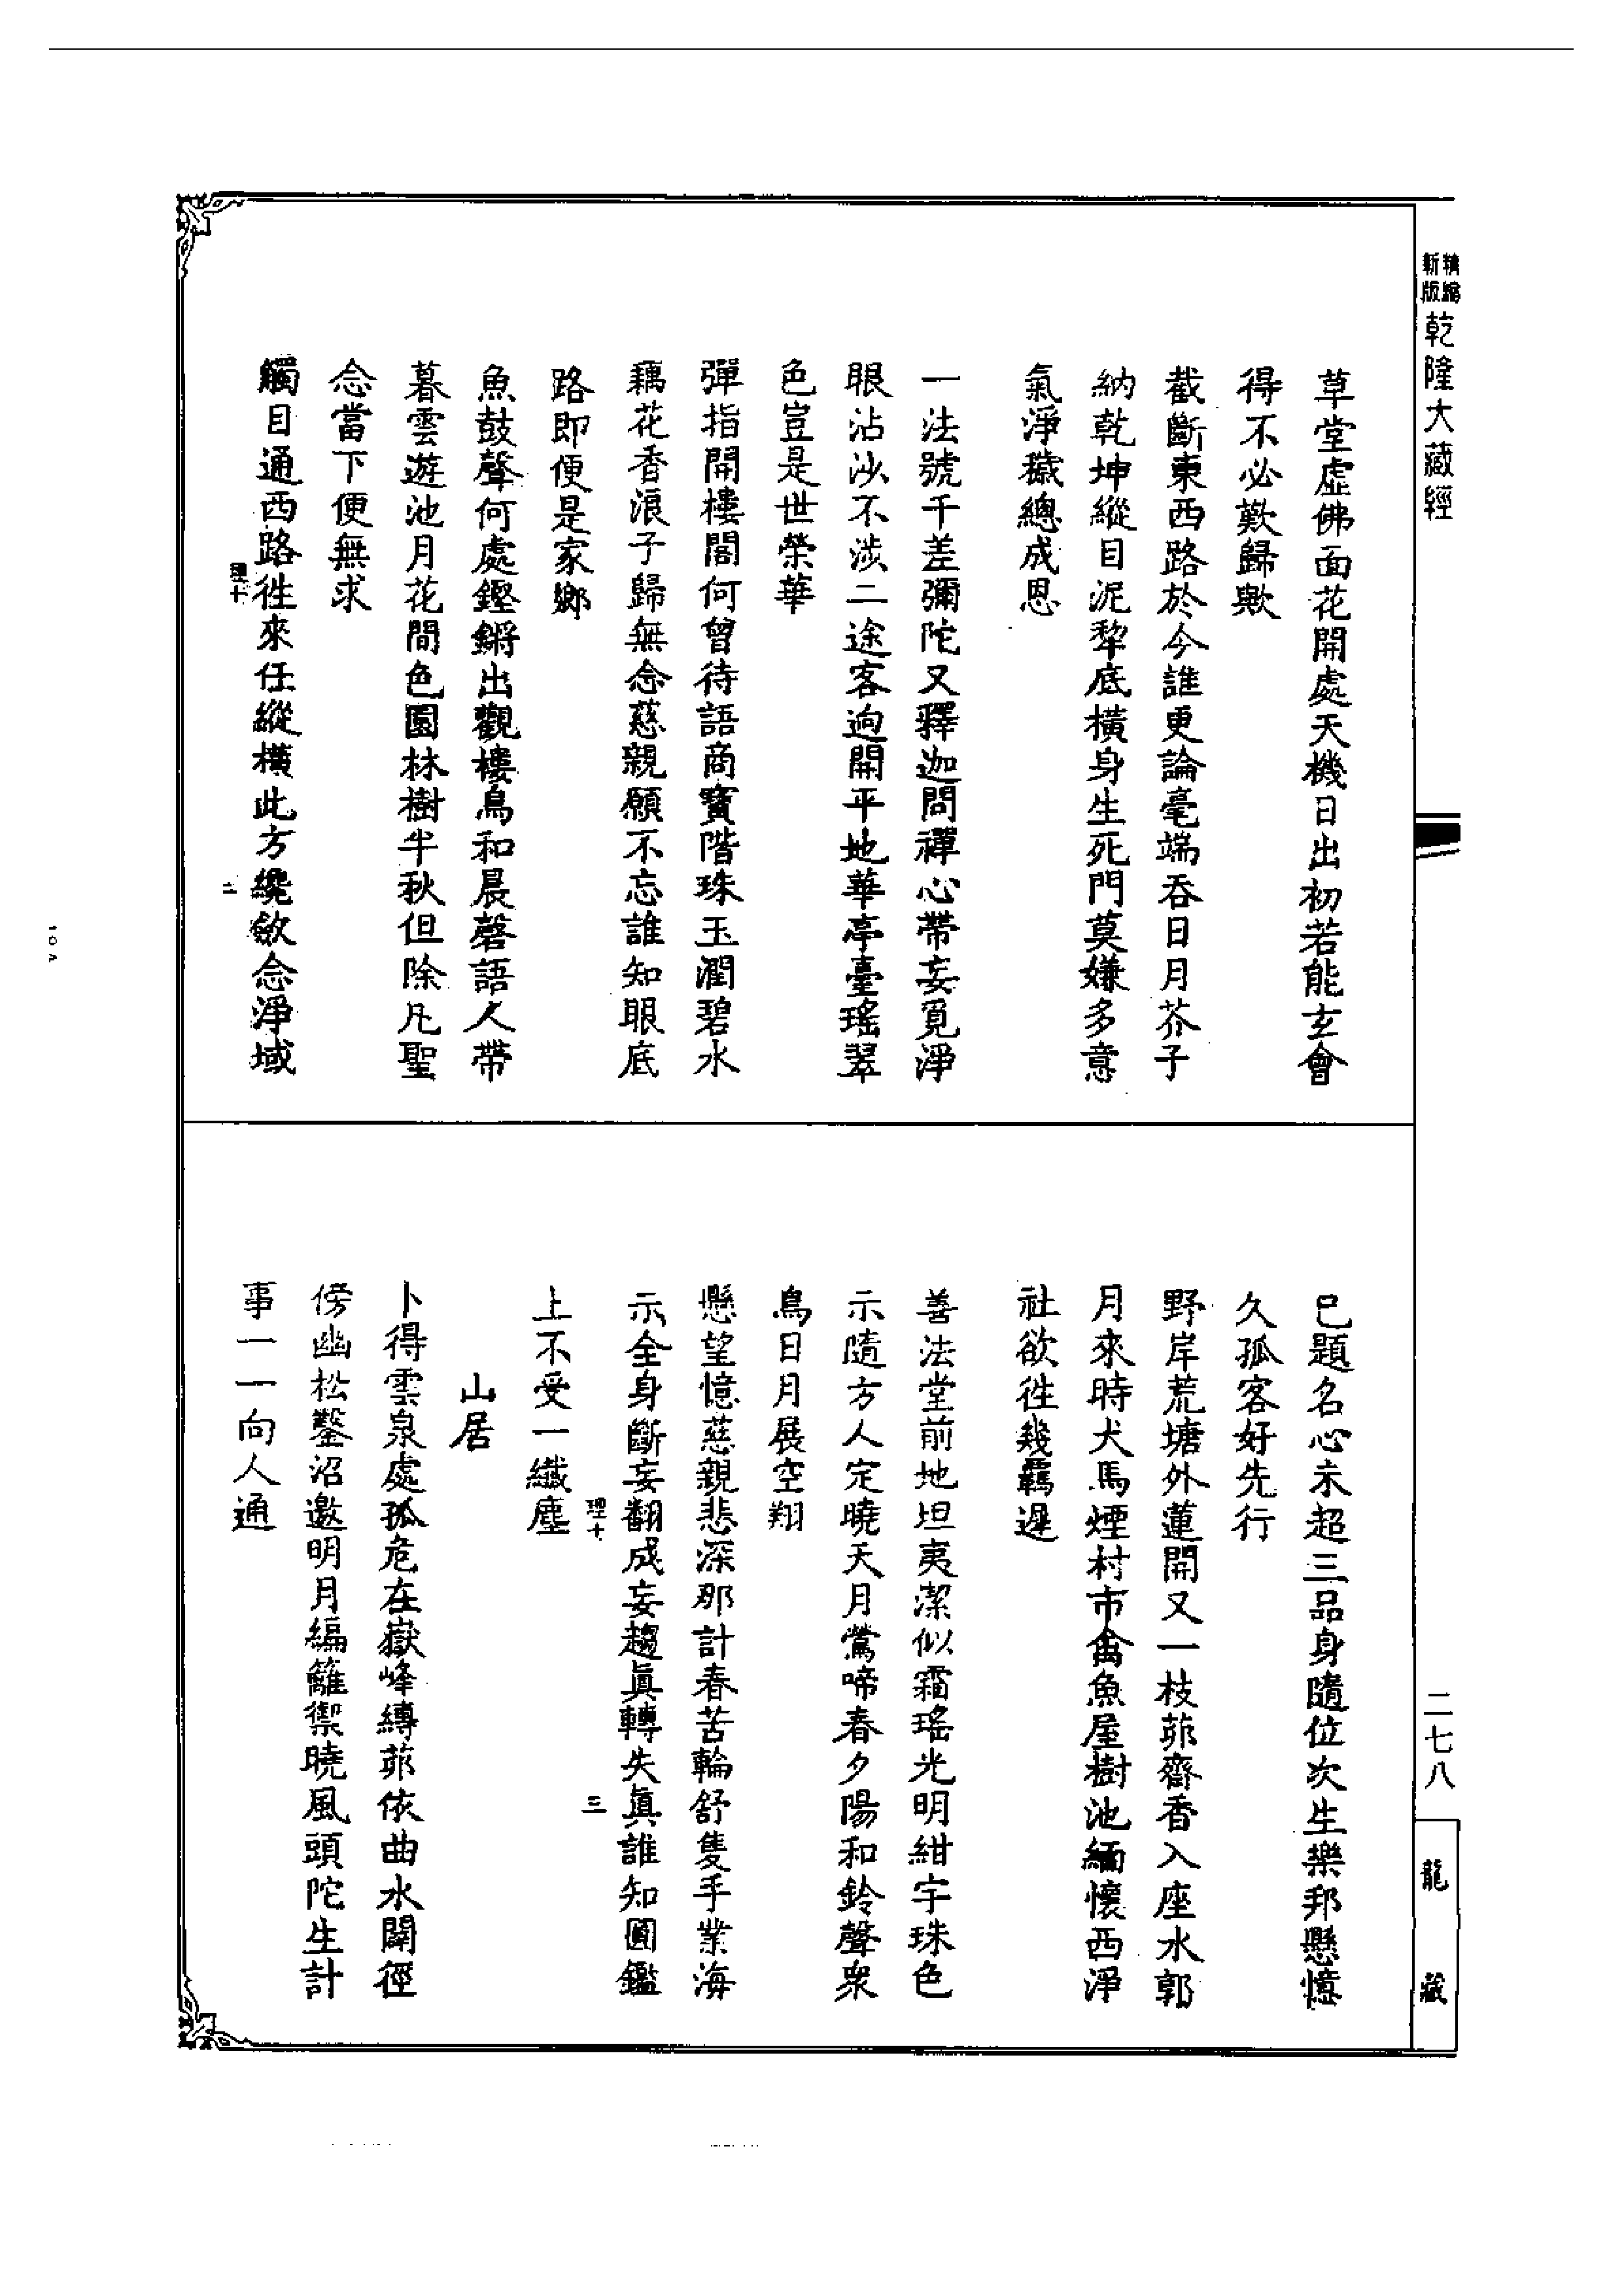 精縮新版 乾隆大藏經
草堂虛佛面花開處天機日出初若能玄會
得不必歎歸歟
截斷東西路於今誰更論毫端吞日月芥子
納乾坤縱目泥犂底橫身生死門莫嫌多意
氣淨穢總成恩
一法號千差彌陀又釋迦問禪心帶妄覓淨
眼沾沙不涉二途客迥開平地華亭臺瑤翠
色豈是世榮華
彈指開樓閣何曾待語商寶階珠玉潤碧水
藕花香浪子歸無念慈親願不忘誰知眼底
路即便是家鄉
魚鼓聲何處鏗鏘出觀樓鳥和晨磬語人帶
暮雲遊池月花間色園林樹半秋但除凡聖
念當下便無求
觸目通西路徃來任縱橫此方纔斂念淨域
理十 二
已題名心未超三品身隨位次生樂邦懸憶
久孤客好先行
野岸荒塘外蓮開又一枝茆齋香入座水郭
月來時犬馬煙村市禽魚屋樹池緬懷西淨
社欲徃幾羈遲
善法堂前地坦夷潔似霜瑤光明紺宇珠色
示隨方人定曉天月鶯啼春夕陽和鈴聲衆
鳥日月展空翔
懸望憶慈親悲深那計春苦輪舒隻手業海
示全身斷妄翻成妄趨眞轉失眞誰知圓鑑
理十 三
上不受一纖塵
山居
卜得雲泉處孤危在嶽峰縛茆依曲水闢徑
傍幽松鑿沼邀明月編籬禦曉風頭陀生計
事一一向人通
二七八
龍藏